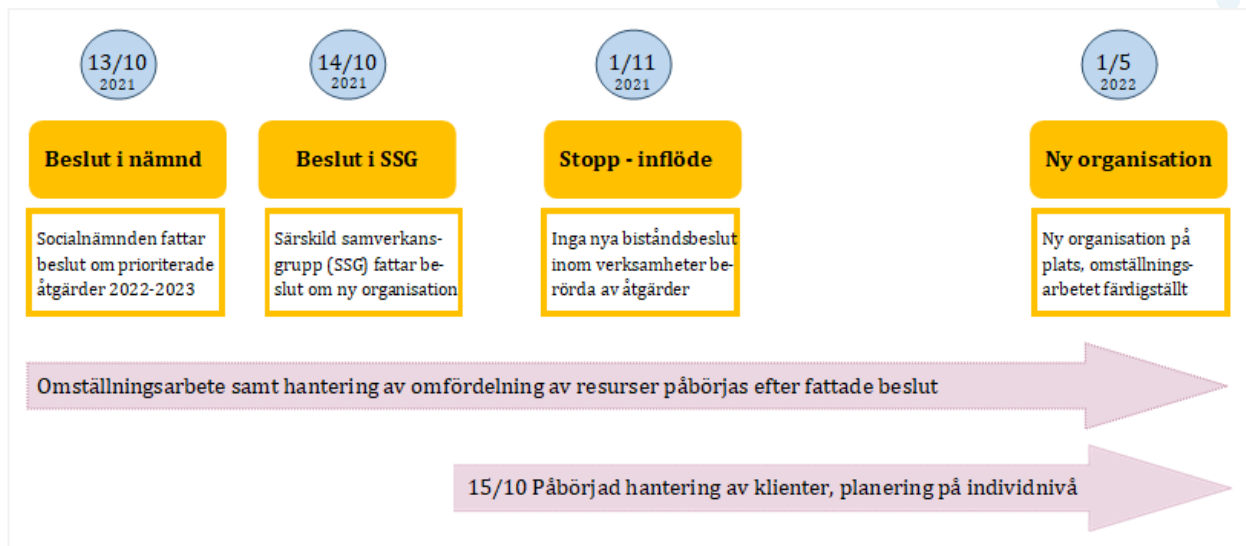 13/10
2021
14/10
2021
1/11
2021
1/5
2022
Beslut i nämnd
Beslut i SSG
Stopp - inflöde
Ny organisation
Socialnämnden fattar
beslut om prioriterade
åtgärder 2022-2023
Särskild samverkans-
grupp (SSG) fattar be-
slut om ny organisation
Inga nya biståndsbeslut
inom verksamheter be-
rörda av åtgärder
Ny organisation på
plats, omställnings-
arbetet färdigställt
Omställningsarbete samt hantering av omfördelning av resurser påbörjas efter fattade beslut
15/10 Påbörjad hantering av klienter, planering på individnivå